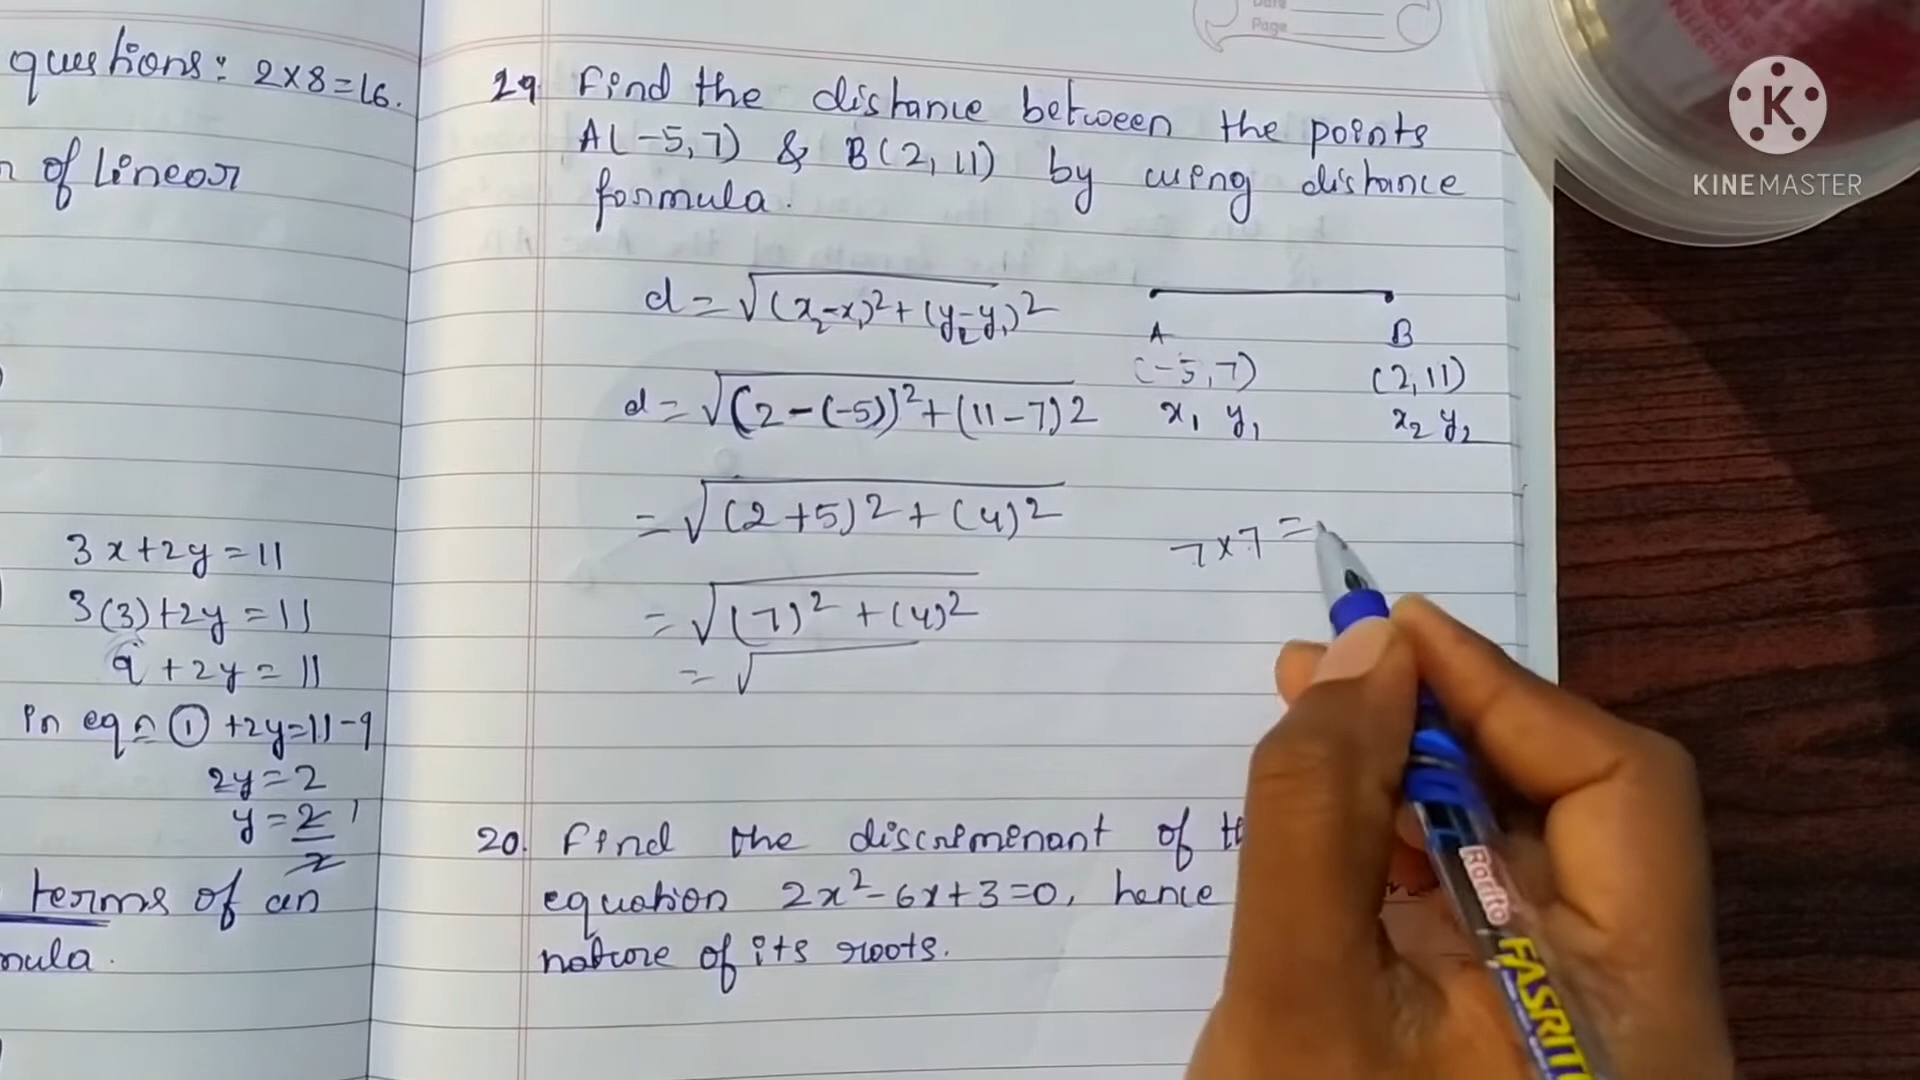 questions: 2×8=16.
of linear
3x+2y=11
3(3)+2y=11
9+2y=11
in eqn ① +2y=11-9
2y=2
y=2 1
2
terms of an
mula.
Date
Page
29. Find the distance between the points
A(-5,7) & B(2,11) by using distance
formula.
d=√(x2-x1)²+(y2-y1)²
A B
(-5,7) (2,11)
x1 y1 x2 y2
d=√(2-(-5))²+(11-7)2
=√(2+5)2+(4)2
7×7=
=√(7)²+(4)2
=√
20. Find the discriminant of
equation 2x²-6x+3=0, hence
nature of its roots.
K
KINEMASTER
Rorito
FASRIT